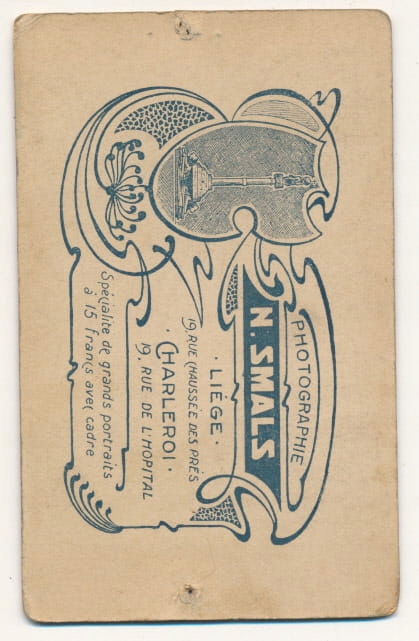 PHOTOGRAPHIE
N. SMALS
· LIÉGE ·
19, RUE CHAUSSÉE DES PRÉS
· CHARLEROI ·
19, RUE DE L'HOPITAL
Spécialite de grands portraits
à 15 francs avec cadre